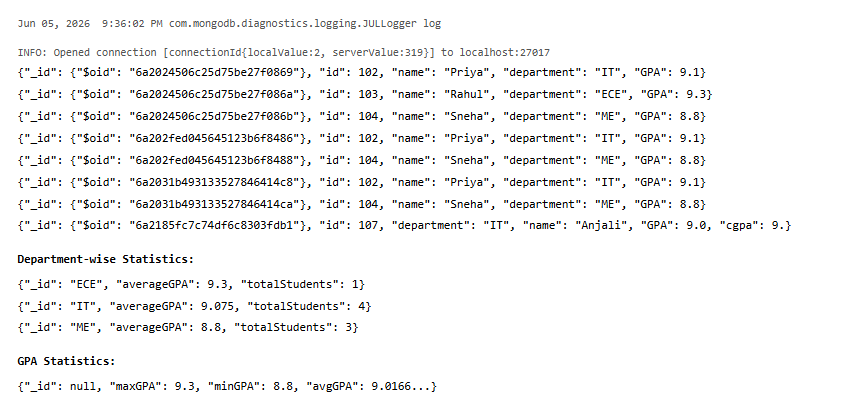 Jun 05, 2026 9:36:02 PM com.mongodb.diagnostics.logging.JULLogger log
INFO: Opened connection [connectionId{localValue:2, serverValue:319}] to localhost:27017
{"_id": {"$oid": "6a2024506c25d75be27f0869"}, "id": 102, "name": "Priya", "department": "IT", "GPA": 9.1}
{"_id": {"$oid": "6a2024506c25d75be27f086a"}, "id": 103, "name": "Rahul", "department": "ECE", "GPA": 9.3}
{"_id": {"$oid": "6a2024506c25d75be27f086b"}, "id": 104, "name": "Sneha", "department": "ME", "GPA": 8.8}
{"_id": {"$oid": "6a202fed045645123b6f8486"}, "id": 102, "name": "Priya", "department": "IT", "GPA": 9.1}
{"_id": {"$oid": "6a202fed045645123b6f8488"}, "id": 104, "name": "Sneha", "department": "ME", "GPA": 8.8}
{"_id": {"$oid": "6a2031b493133527846414c8"}, "id": 102, "name": "Priya", "department": "IT", "GPA": 9.1}
{"_id": {"$oid": "6a2031b493133527846414ca"}, "id": 104, "name": "Sneha", "department": "ME", "GPA": 8.8}
{"_id": {"$oid": "6a2185fc7c74df6c8303fdb1"}, "id": 107, "department": "IT", "name": "Anjali", "GPA": 9.0, "cgpa": 9.}
Department-wise Statistics:
{"_id": "ECE", "averageGPA": 9.3, "totalStudents": 1}
{"_id": "IT", "averageGPA": 9.075, "totalStudents": 4}
{"_id": "ME", "averageGPA": 8.8, "totalStudents": 3}
GPA Statistics:
{"_id": null, "maxGPA": 9.3, "minGPA": 8.8, "avgGPA": 9.0166...}